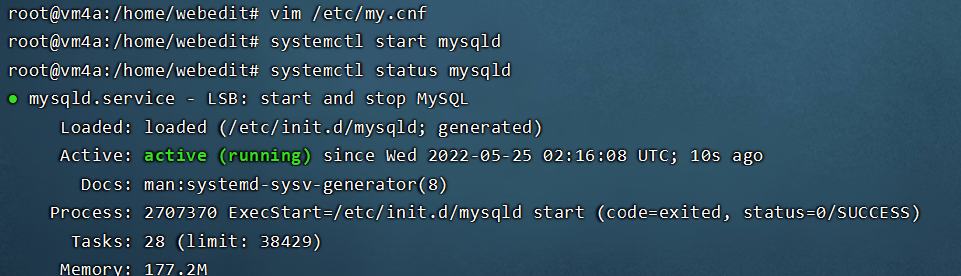 root@vm4a:/home/webedit# vim /etc/my.cnf
root@vm4a:/home/webedit# systemctl start mysqld
root@vm4a:/home/webedit# systemctl status mysqld
● mysqld.service - LSB: start and stop MySQL
Loaded: loaded (/etc/init.d/mysqld; generated)
Active: active (running) since Wed 2022-05-25 02:16:08 UTC; 10s ago
Docs: man:systemd-sysv-generator(8)
Process: 2707370 ExecStart=/etc/init.d/mysqld start (code=exited, status=0/SUCCESS)
Tasks: 28 (limit: 38429)
Memory: 177.2M